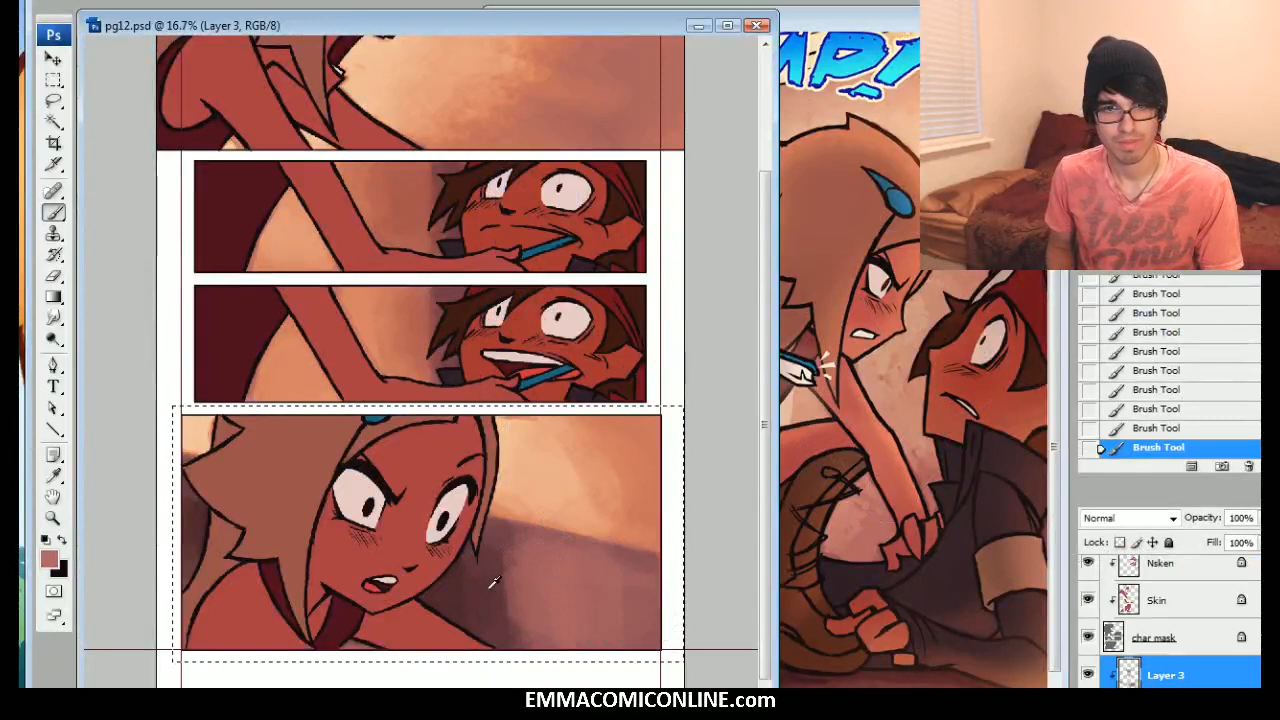 Ps
pg12.psd @ 16.7% (Layer 3, RGB/8)
STREET
Brush Tool
Brush Tool
Brush Tool
Brush Tool
Brush Tool
Brush Tool
Brush Tool
Brush Tool
Brush Tool
Brush Tool
Normal
Opacity: 100%
Lock:
Fill: 100%
Nsken
Skin
char mask
Layer 3
T
EMMACOMICONLINE.com